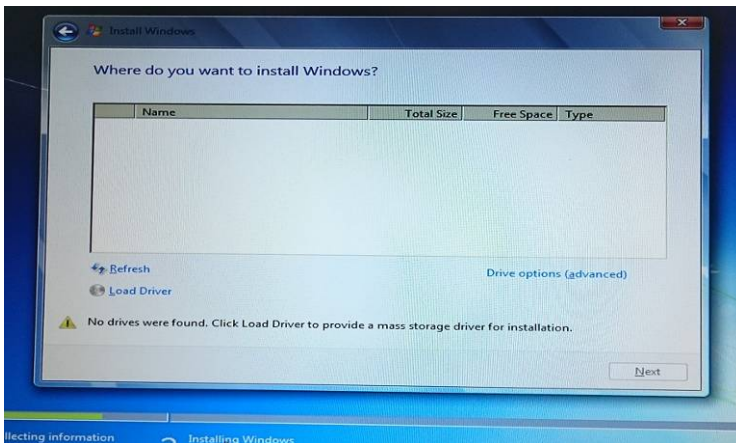 Install Windows
Where do you want to install Windows?
Name Total Size Free Space Type
Refresh
Drive options (advanced)
Load Driver
No drives were found. Click Load Driver to provide a mass storage driver for installation.
Next
llecting information
Installing Windows